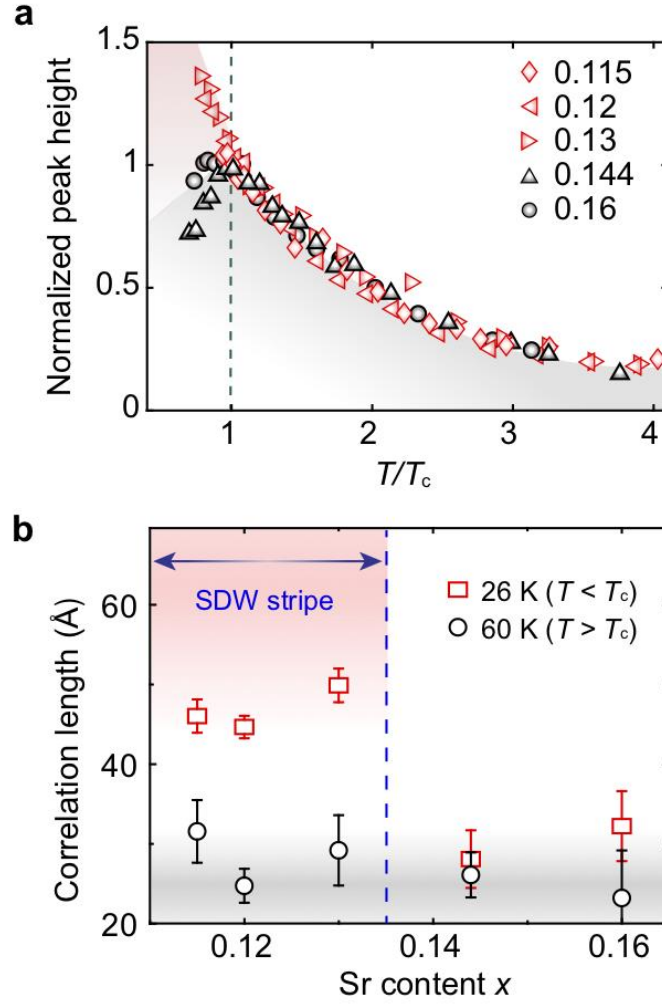 a
Normalized peak height
1.5
1
0.5
0
0.115
0.12
0.13
0.144
0.16
1
2
3
4
T/Tc
b
Correlation length (Å)
60
40
20
SDW stripe
26 K (T < Tc)
60 K (T > Tc)
0.12
0.14
0.16
Sr content x